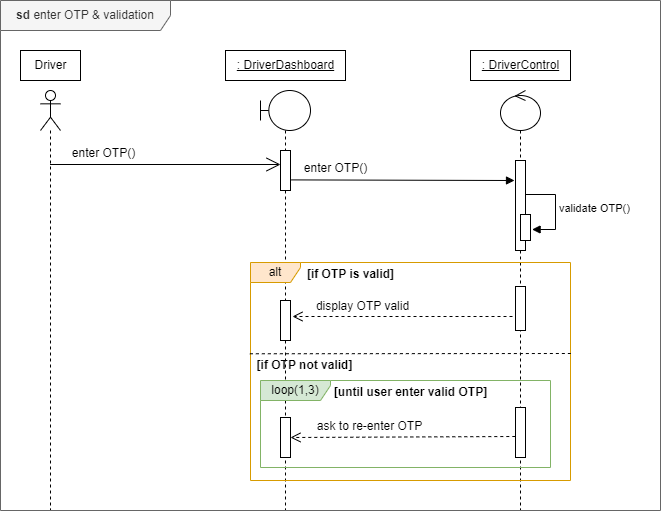 sd enter OTP & validation
Driver
: DriverDashboard
: DriverControl
enter OTP()
enter OTP()
validate OTP()
alt
[if OTP is valid]
display OTP valid
[if OTP not valid]
loop(1,3)
[until user enter valid OTP]
ask to re-enter OTP